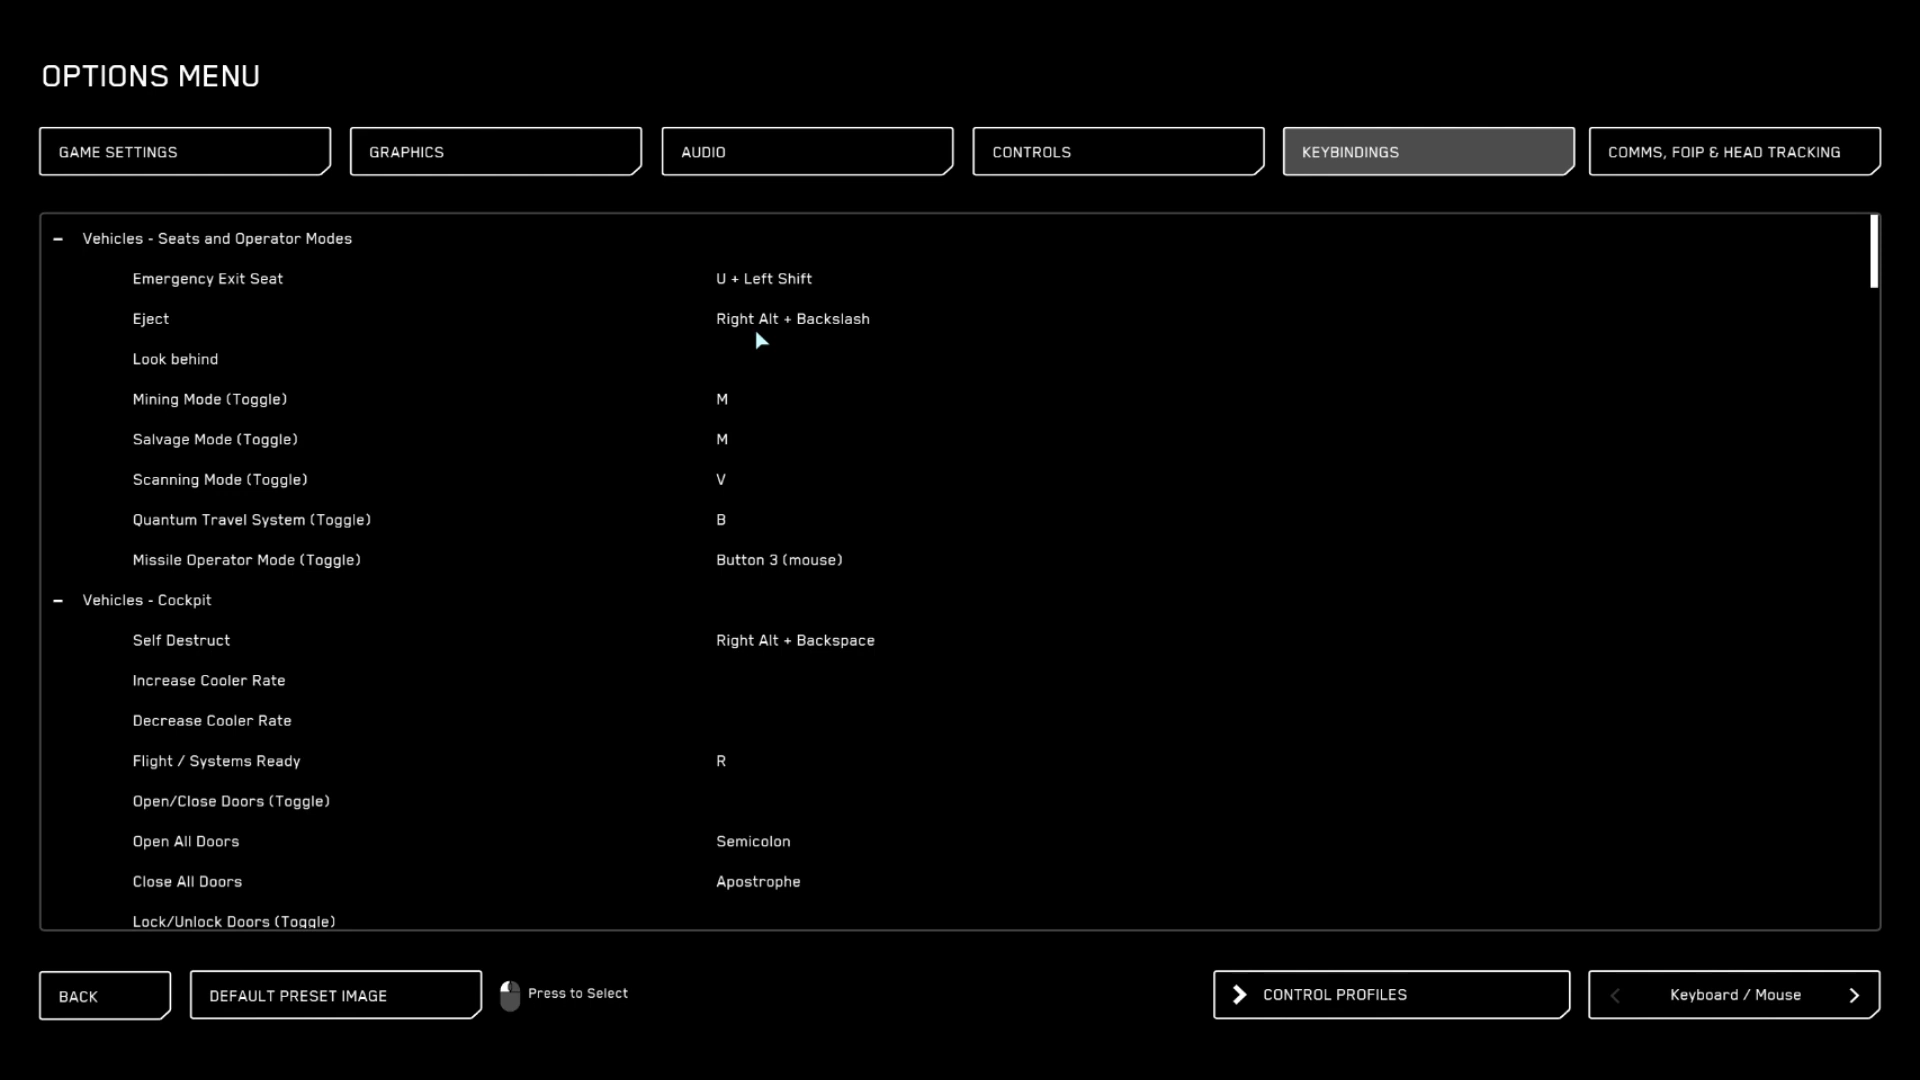 OPTIONS MENU
GAME SETTINGS
GRAPHICS
AUDIO
CONTROLS
KEYBINDINGS
COMMS, FOIP & HEAD TRACKING
– Vehicles - Seats and Operator Modes
Emergency Exit Seat U + Left Shift
Eject Right Alt + Backslash
Look behind
Mining Mode (Toggle) M
Salvage Mode (Toggle) M
Scanning Mode (Toggle) V
Quantum Travel System (Toggle) B
Missile Operator Mode (Toggle) Button 3 (mouse)
– Vehicles - Cockpit
Self Destruct Right Alt + Backspace
Increase Cooler Rate
Decrease Cooler Rate
Flight / Systems Ready R
Open/Close Doors (Toggle)
Open All Doors Semicolon
Close All Doors Apostrophe
Lock/Unlock Doors (Toggle)
BACK
DEFAULT PRESET IMAGE
Press to Select
CONTROL PROFILES
Keyboard / Mouse